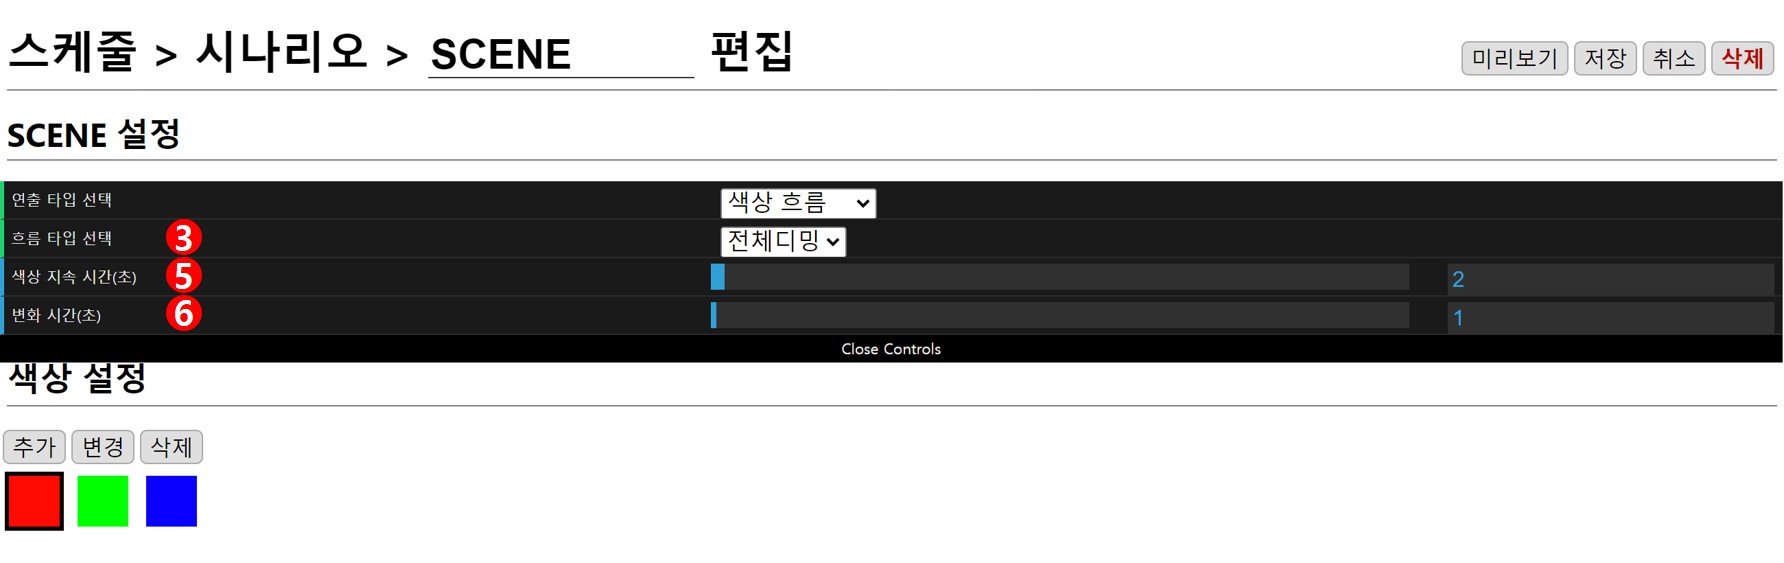 스케줄 > 시나리오 > SCENE 편집
미리보기 저장 취소 삭제
SCENE 설정
연출 타입 선택 색상 흐름
흐름 타입 선택 3 전체디밍
색상 지속 시간(초) 5 2
변화 시간(초) 6 1
Close Controls
색상 설정
추가 변경 삭제